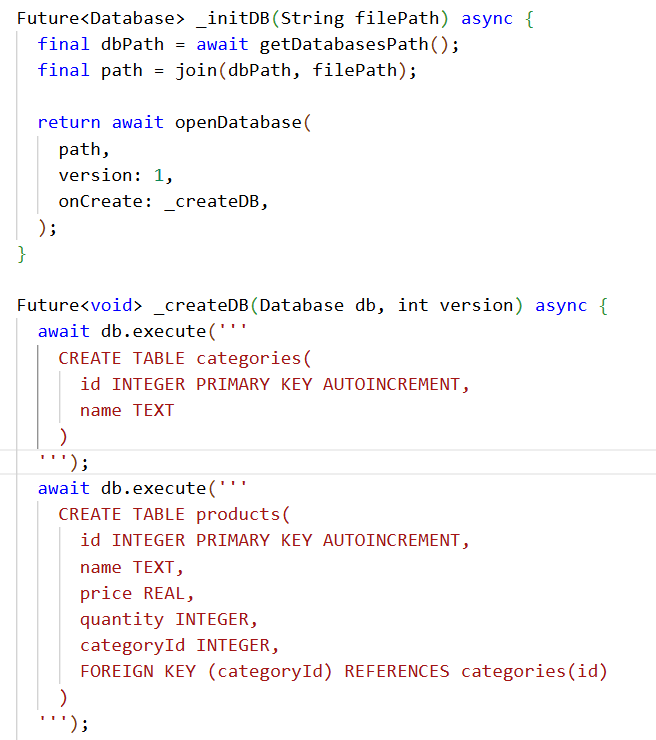 Future<Database> _initDB(String filePath) async {
  final dbPath = await getDatabasesPath();
  final path = join(dbPath, filePath);

  return await openDatabase(
    path,
    version: 1,
    onCreate: _createDB,
  );
}

Future<void> _createDB(Database db, int version) async {
  await db.execute('''
    CREATE TABLE categories(
      id INTEGER PRIMARY KEY AUTOINCREMENT,
      name TEXT
    )
  ''');
  await db.execute('''
    CREATE TABLE products(
      id INTEGER PRIMARY KEY AUTOINCREMENT,
      name TEXT,
      price REAL,
      quantity INTEGER,
      categoryId INTEGER,
      FOREIGN KEY (categoryId) REFERENCES categories(id)
    )
  ''');